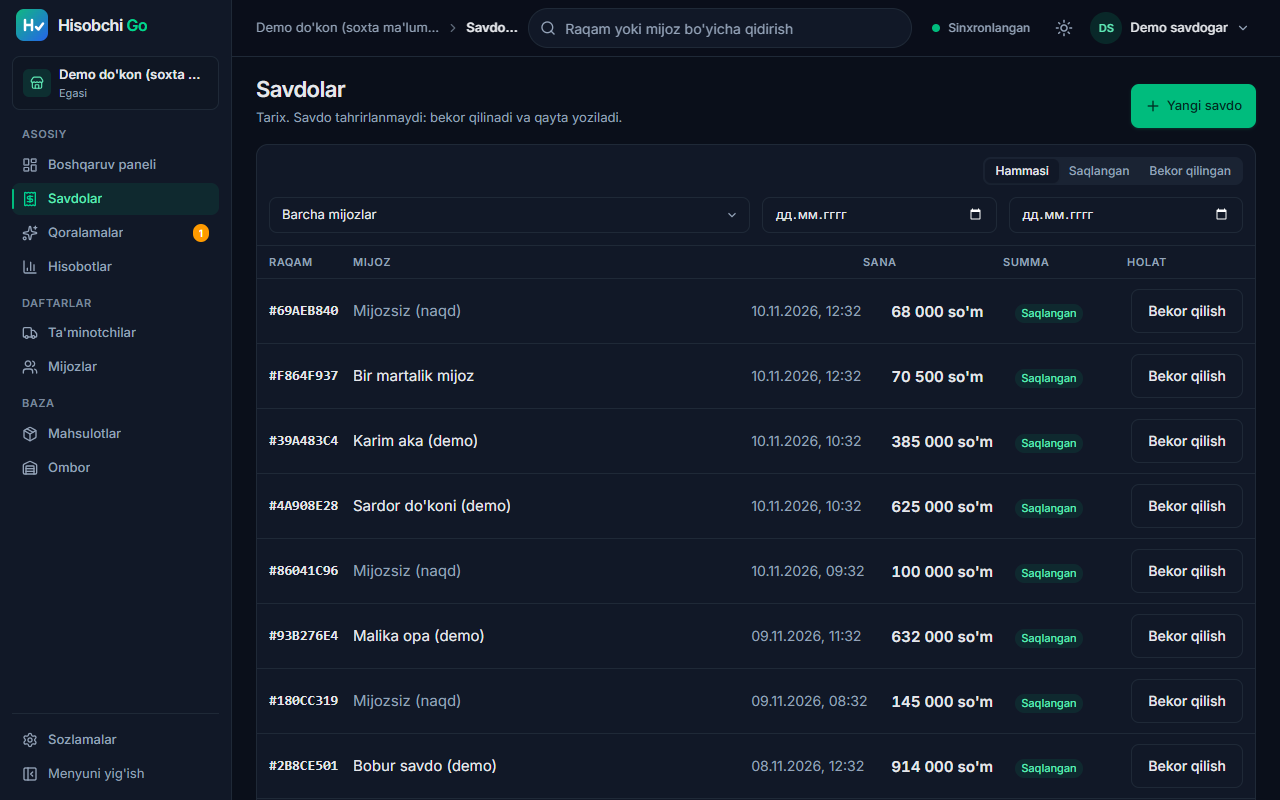 Hisobchi Go
Demo do'kon (soxta ...
Egasi
ASOSIY
Boshqaruv paneli
Savdolar
Qoralamalar 1
Hisobotlar
DAFTARLAR
Ta'minotchilar
Mijozlar
BAZA
Mahsulotlar
Ombor
Sozlamalar
Menyuni yig'ish
Demo do'kon (soxta ma'lum... > Savdo...
Raqam yoki mijoz bo'yicha qidirish
Sinxronlangan
DS Demo savdogar
Savdolar
Tarix. Savdo tahrirlanmaydi: bekor qilinadi va qayta yoziladi.
+ Yangi savdo
Hammasi Saqlangan Bekor qilingan
Barcha mijozlar дд.мм.гггг дд.мм.гггг
RAQAM MIJOZ SANA SUMMA HOLAT
#69AEB840 Mijozsiz (naqd) 10.11.2026, 12:32 68 000 so'm Saqlangan Bekor qilish
#F864F937 Bir martalik mijoz 10.11.2026, 12:32 70 500 so'm Saqlangan Bekor qilish
#39A483C4 Karim aka (demo) 10.11.2026, 10:32 385 000 so'm Saqlangan Bekor qilish
#4A908E28 Sardor do'koni (demo) 10.11.2026, 10:32 625 000 so'm Saqlangan Bekor qilish
#86041C96 Mijozsiz (naqd) 10.11.2026, 09:32 100 000 so'm Saqlangan Bekor qilish
#93B276E4 Malika opa (demo) 09.11.2026, 11:32 632 000 so'm Saqlangan Bekor qilish
#180CC319 Mijozsiz (naqd) 09.11.2026, 08:32 145 000 so'm Saqlangan Bekor qilish
#2B8CE501 Bobur savdo (demo) 08.11.2026, 12:32 914 000 so'm Saqlangan Bekor qilish